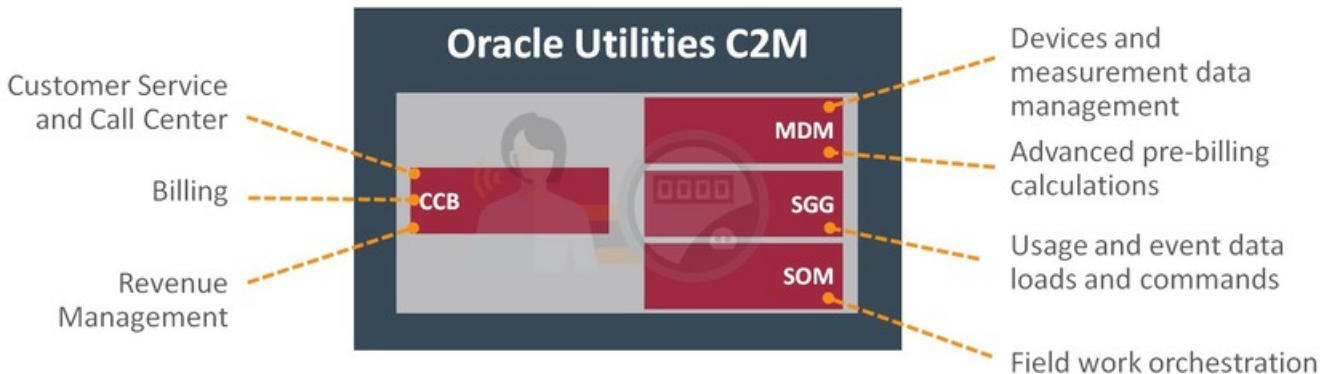 Oracle Utilities C2M
Customer Service
and Call Center
Billing
Revenue
Management
CCB
MDM
SGG
SOM
0000
Devices and
measurement data
management
Advanced pre-billing
calculations
Usage and event data
loads and commands
Field work orchestration